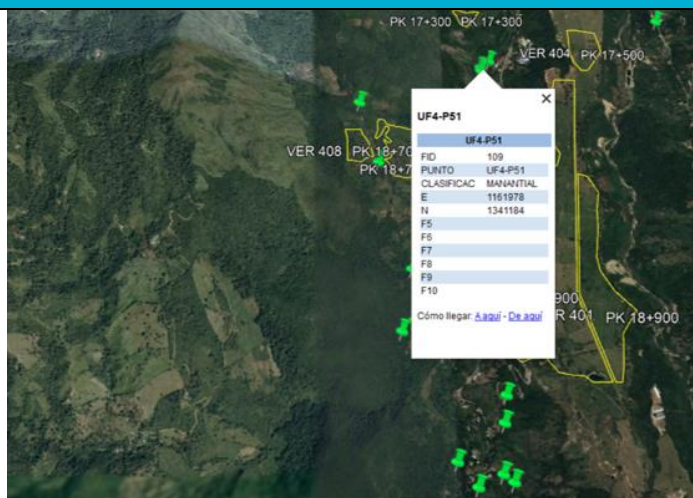 PK 17+300 PK 17+300
VER 404 PK 17+500
VER 408 PK 18+70
PK 18+7
UF4-P51
UF4-P51
FID 109
PUNTO UF4-P51
CLASIFICAC MANANTIAL
E 1161978
N 1341184
F5
F6
F7
F8
F9
F10
Cómo llegar: A aquí - De aquí
900
R 401 PK 18+900